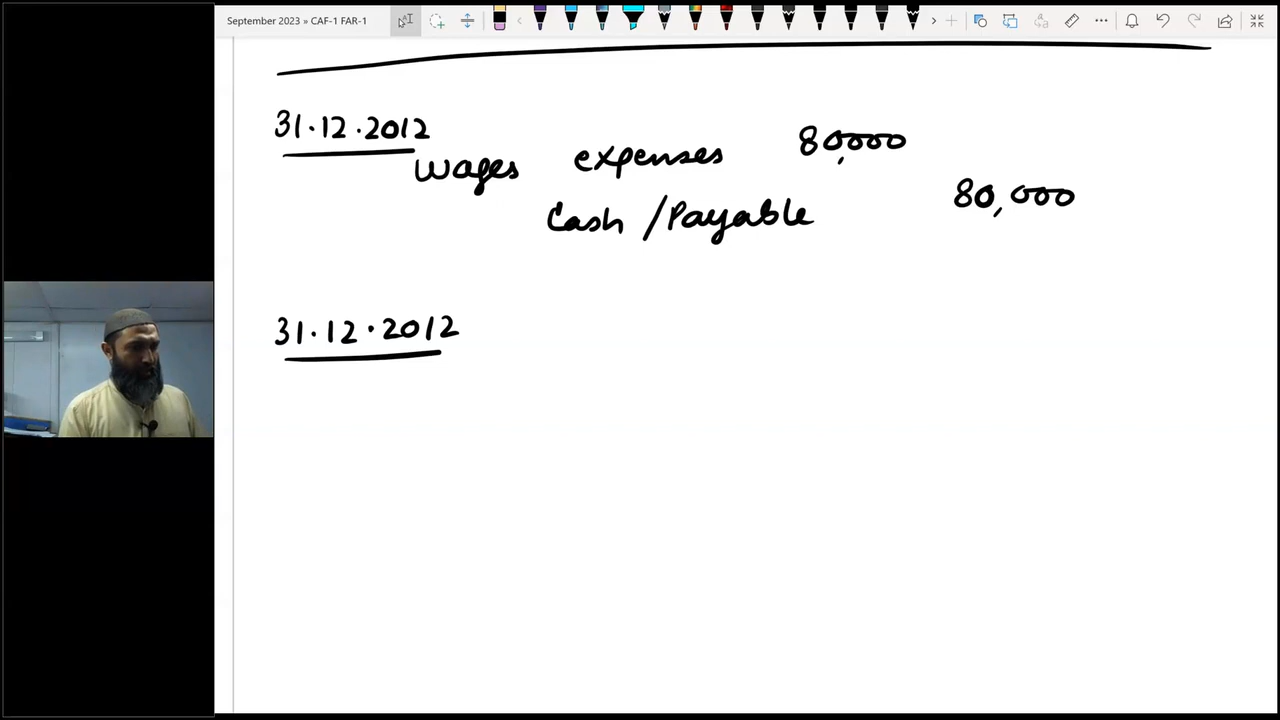 September 2023 » CAF-1 FAR-1
31.12.2012
Wages expenses 80,000
Cash / Payable 80,000
31.12.2012